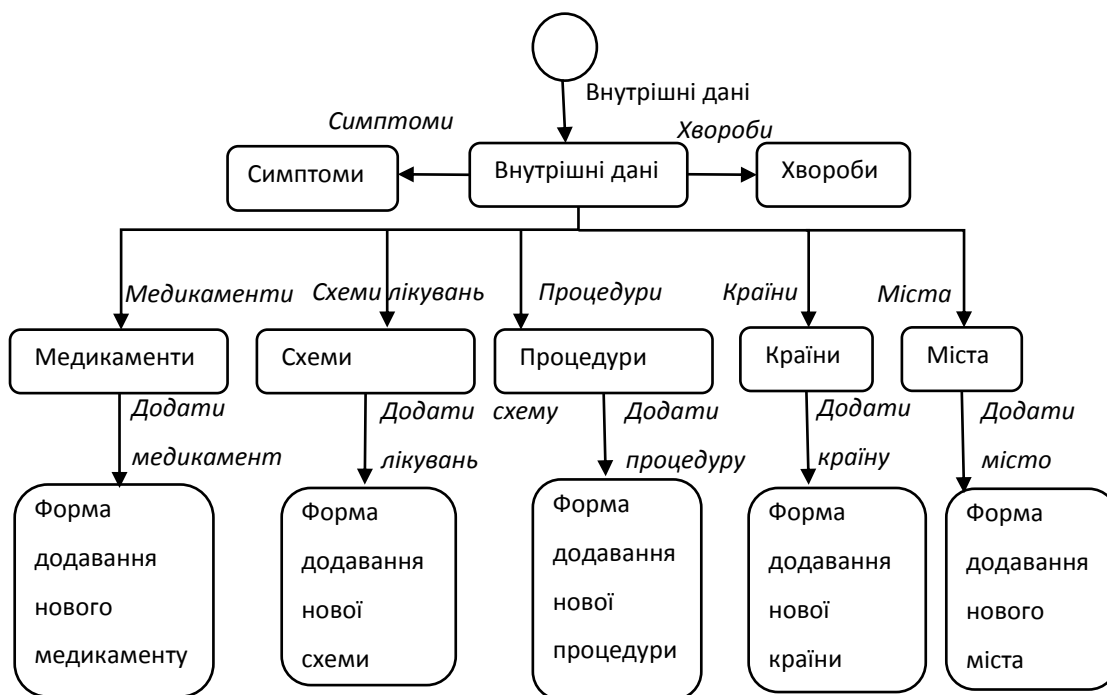 Внутрішні дані
Симптоми
Хвороби
Симптоми
Внутрішні дані
Хвороби
Медикаменти
Схеми лікувань
Процедури
Країни
Міста
Медикаменти
Схеми
Процедури
Країни
Міста
Додати
медикамент
Додати схему
лікувань
Додати
процедуру
Додати
країну
Додати
місто
Форма
додавання
нового
медикаменту
Форма
додавання
нової
схеми
Форма
додавання
нової
процедури
Форма
додавання
нової
країни
Форма
додавання
нового
міста